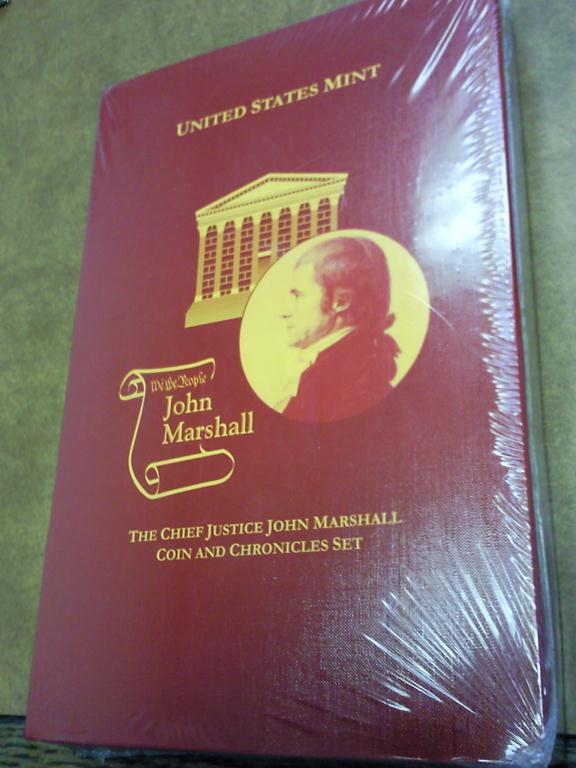 UNITED STATES MINT
We the People
John
Marshall
THE CHIEF JUSTICE JOHN MARSHALL
COIN AND CHRONICLES SET